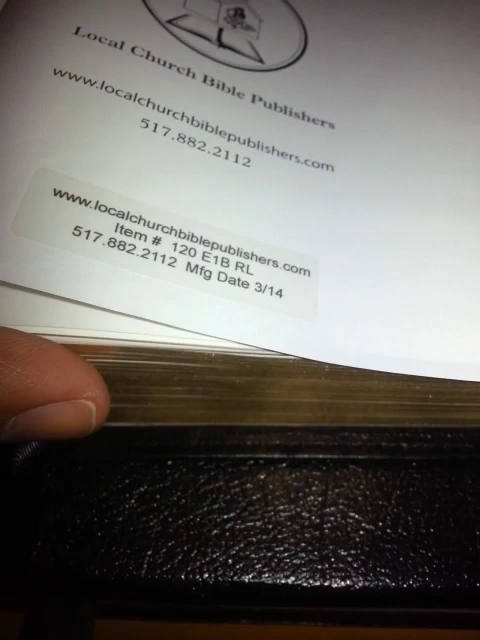 Local Church Bible Publishers
www.localchurchbiblepublishers.com
517.882.2112
www.localchurchbiblepublishers.com
Item # 120 E1B RL
517.882.2112 Mfg Date 3/14